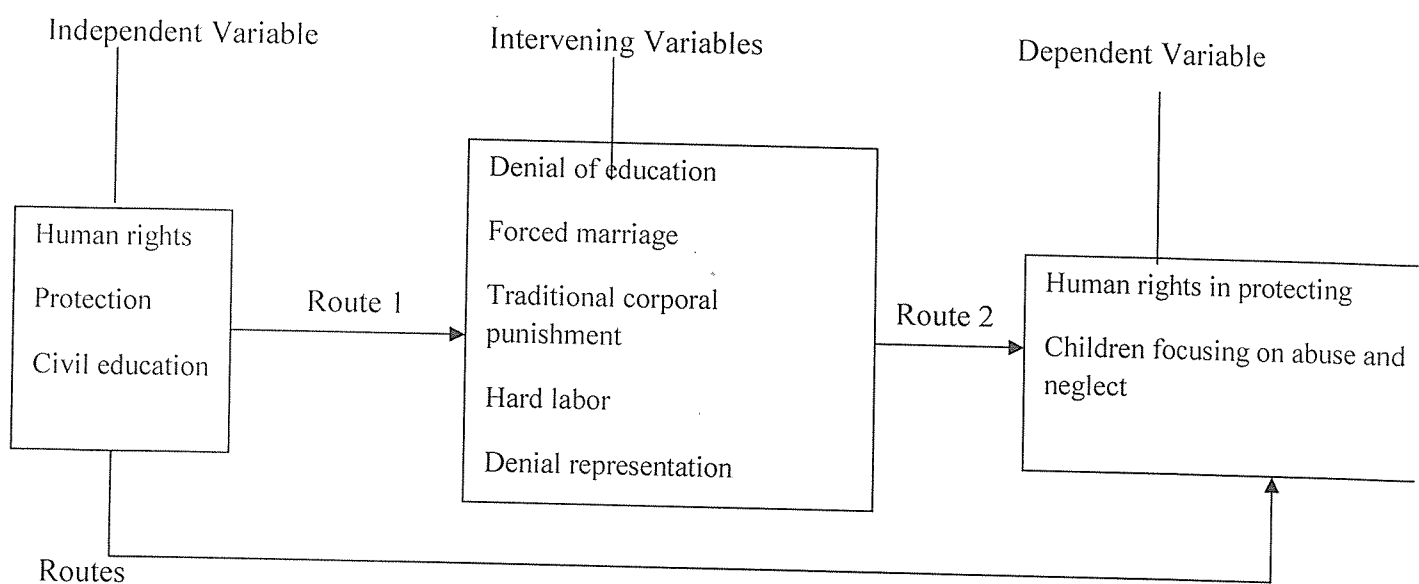 Independent Variable
Intervening Variables
Dependent Variable
Human rights
Protection
Civil education
Route 1
Denial of education
Forced marriage
Traditional corporal
punishment
Hard labor
Denial representation
Route 2
Human rights in protecting
Children focusing on abuse and
neglect
Routes